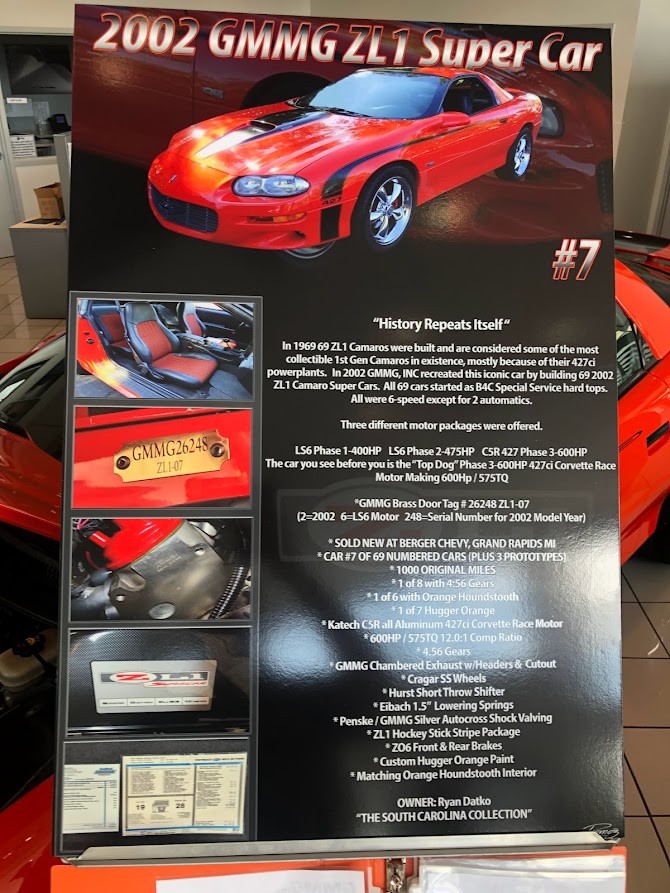 2002 GMMG ZL1 Super Car
427
#7
"History Repeats Itself"
In 1969 69 ZL1 Camaros were built and are considered some of the most
collectible 1st Gen Camaros in existence, mostly because of their 427ci
powerplants. In 2002 GMMG, INC recreated this iconic car by building 69 2002
ZL1 Camaro Super Cars. All 69 cars started as B4C Special Service hard tops.
All were 6-speed except for 2 automatics.
Three different motor packages were offered.
LS6 Phase 1-400HP LS6 Phase 2-475HP C5R 427 Phase 3-600HP
The car you see before you is the "Top Dog" Phase 3-600HP 427ci Corvette Race
Motor Making 600Hp / 575TQ
*GMMG Brass Door Tag # 26248 ZL1-07
(2=2002 6=LS6 Motor 248=Serial Number for 2002 Model Year)
* SOLD NEW AT BERGER CHEVY, GRAND RAPIDS MI
* CAR #7 OF 69 NUMBERED CARS (PLUS 3 PROTOTYPES)
* 1000 ORIGINAL MILES
* 1 of 8 with 4:56 Gears
* 1 of 6 with Orange Houndstooth
* 1 of 7 Hugger Orange
* Katech C5R all Aluminum 427ci Corvette Race Motor
* 600HP / 575TQ 12.0:1 Comp Ratio
* 4.56 Gears
* GMMG Chambered Exhaust w/Headers & Cutout
* Cragar SS Wheels
* Hurst Short Throw Shifter
* Eibach 1.5" Lowering Springs
* Penske / GMMG Silver Autocross Shock Valving
* ZL1 Hockey Stick Stripe Package
* ZO6 Front & Rear Brakes
* Custom Hugger Orange Paint
* Matching Orange Houndstooth Interior
OWNER: Ryan Datko
"THE SOUTH CAROLINA COLLECTION"
GMMG26248
ZL1-07
ZL1
19 28